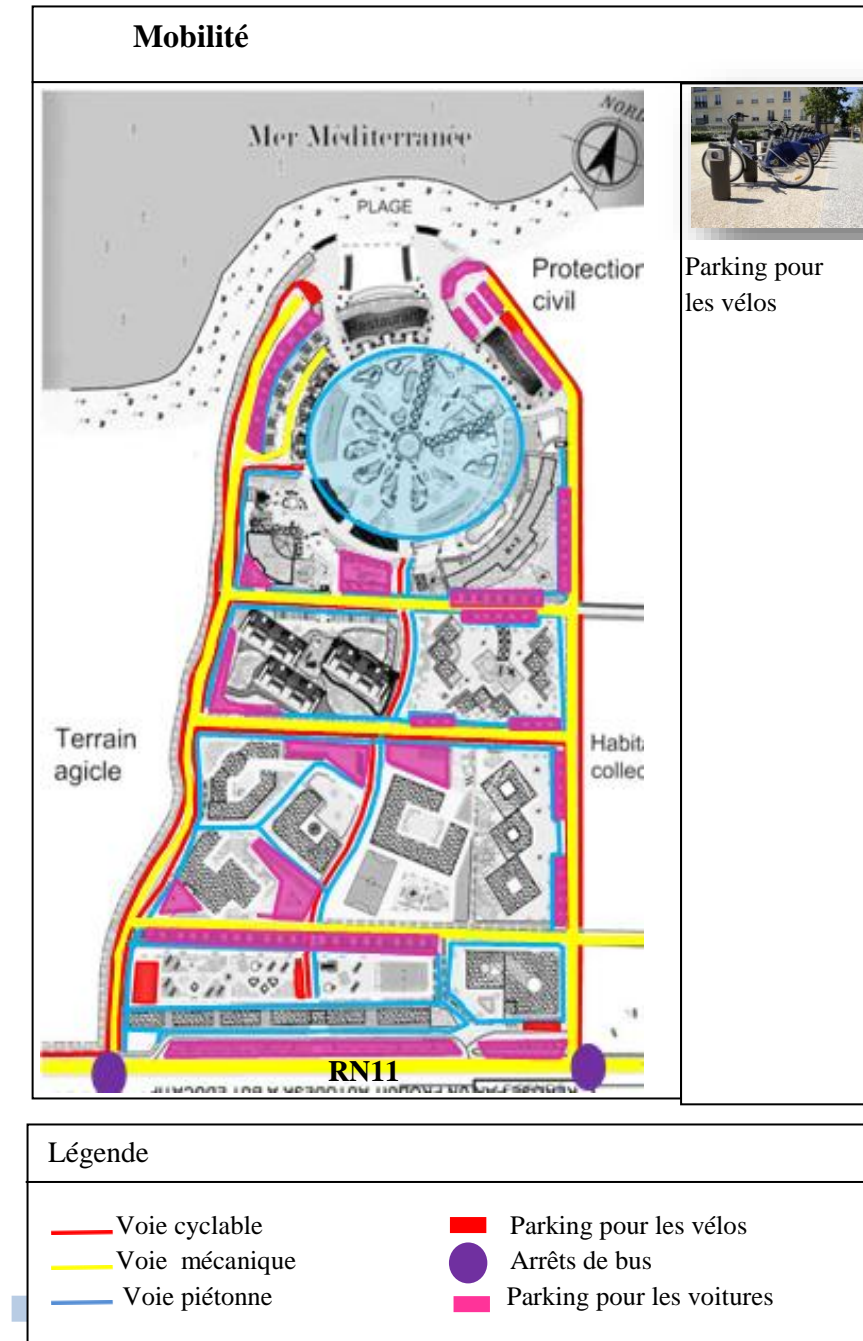 Mobilité
NORD
Mer Méditerranée
PLAGE
Protection
civil
Restaurant
Parking pour
les vélos
Terrain
agicle
Habita
collec
RN11
Légende
Voie cyclable
Voie mécanique
Voie piétonne
Parking pour les vélos
Arrêts de bus
Parking pour les voitures